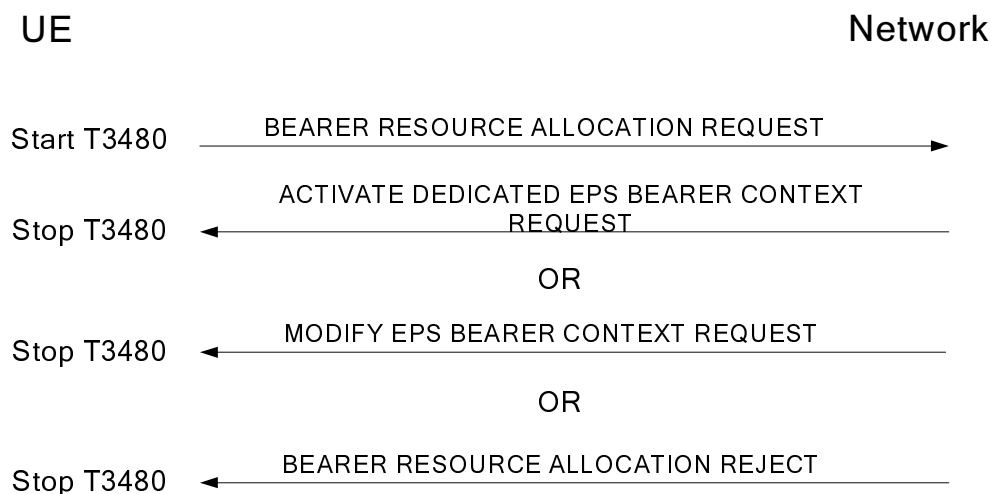 UE
Network
Start T3480
BEARER RESOURCE ALLOCATION REQUEST
ACTIVATE DEDICATED EPS BEARER CONTEXT
REQUEST
Stop T3480
OR
MODIFY EPS BEARER CONTEXT REQUEST
Stop T3480
OR
BEARER RESOURCE ALLOCATION REJECT
Stop T3480